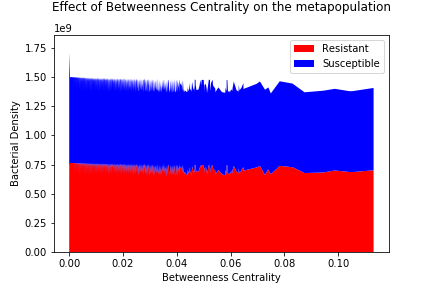 Effect of Betweenness Centrality on the metapopulation
1e9
1.75
1.50
1.25
1.00
0.75
0.50
0.25
0.00
Bacterial Density
Resistant
Susceptible
0.00 0.02 0.04 0.06 0.08 0.10
Betweenness Centrality